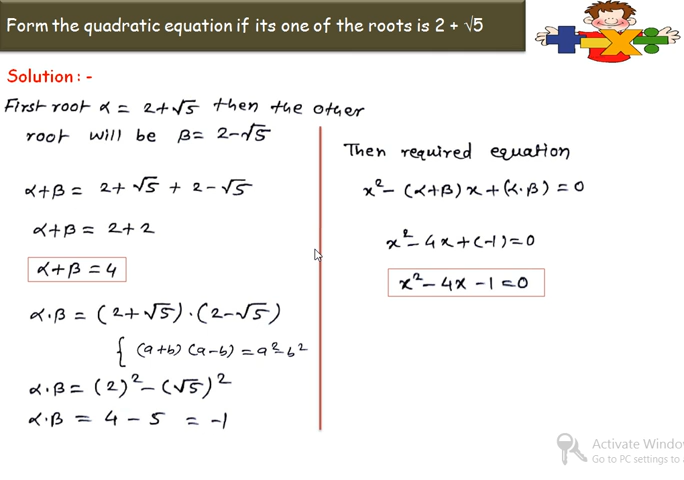 Form the quadratic equation if its one of the roots is 2 + √5
Solution : -
First root α = 2+√5 then the other
root will be β = 2-√5
α+β = 2+√5 + 2-√5
α+β = 2+2
α+β = 4
α·β = (2+√5)·(2-√5)
{ (a+b) (a-b) = a²-b²
α·β = (2)² - (√5)²
α·β = 4 - 5 = -1
Then required equation
x² - (α+β)x + (α·β) = 0
x² - 4x + (-1) = 0
x² - 4x - 1 = 0
Activate Windo
Go to PC settings to a